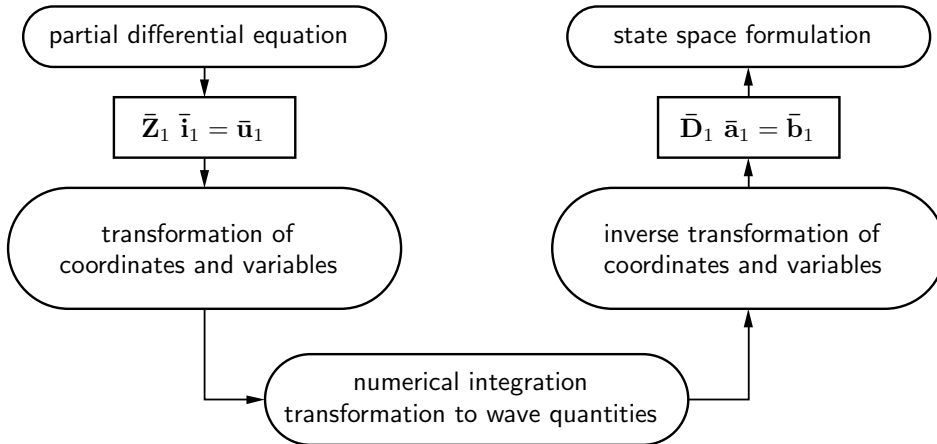 partial differential equation
state space formulation
Z̄₁ ī₁ = ū₁
D̄₁ ā₁ = b̄₁
transformation of
coordinates and variables
inverse transformation of
coordinates and variables
numerical integration
transformation to wave quantities